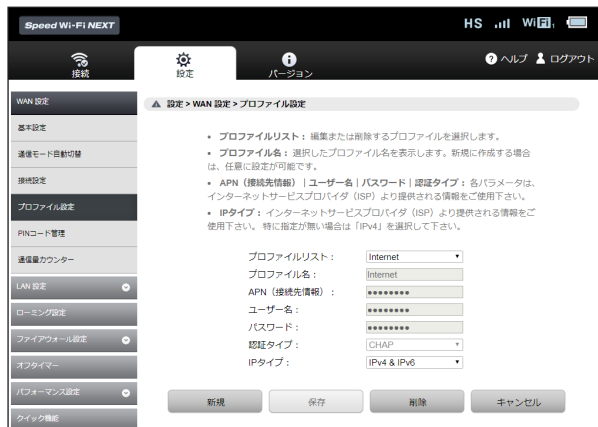 Speed Wi-Fi NEXT
HS WiFi
接続
設定
バージョン
ヘルプ ログアウト
WAN 設定
設定 > WAN 設定 > プロファイル設定
基本設定
通信モード自動切替
接続設定
プロファイル設定
PINコード管理
通信量カウンター
LAN 設定
ローミング設定
ファイアウォール設定
オフタイマー
パフォーマンス設定
クイック機能
• プロファイルリスト： 編集または削除するプロファイルを選択します。
• プロファイル名： 選択したプロファイル名を表示します。新規に作成する場合
は、任意に設定が可能です。
• APN（接続先情報）｜ユーザー名｜パスワード｜認証タイプ： 各パラメータは、
インターネットサービスプロバイダ（ISP）より提供される情報をご使用下さい。
• IPタイプ： インターネットサービスプロバイダ（ISP）より提供される情報をご
使用下さい。 特に指定が無い場合は「IPv4」を選択して下さい。
プロファイルリスト： Internet
プロファイル名： Internet
APN（接続先情報）： ●●●●●●●●
ユーザー名： ●●●●●●●●
パスワード： ●●●●●●●●
認証タイプ： CHAP
IPタイプ： IPv4 & IPv6
新規 保存 削除 キャンセル